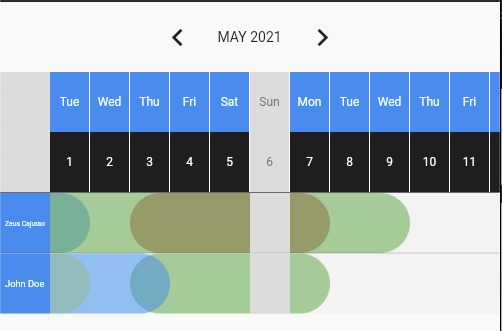 MAY 2021
Tue Wed Thu Fri Sat Sun Mon Tue Wed Thu Fri
1 2 3 4 5 6 7 8 9 10 11
Zeus Cajurao
John Doe